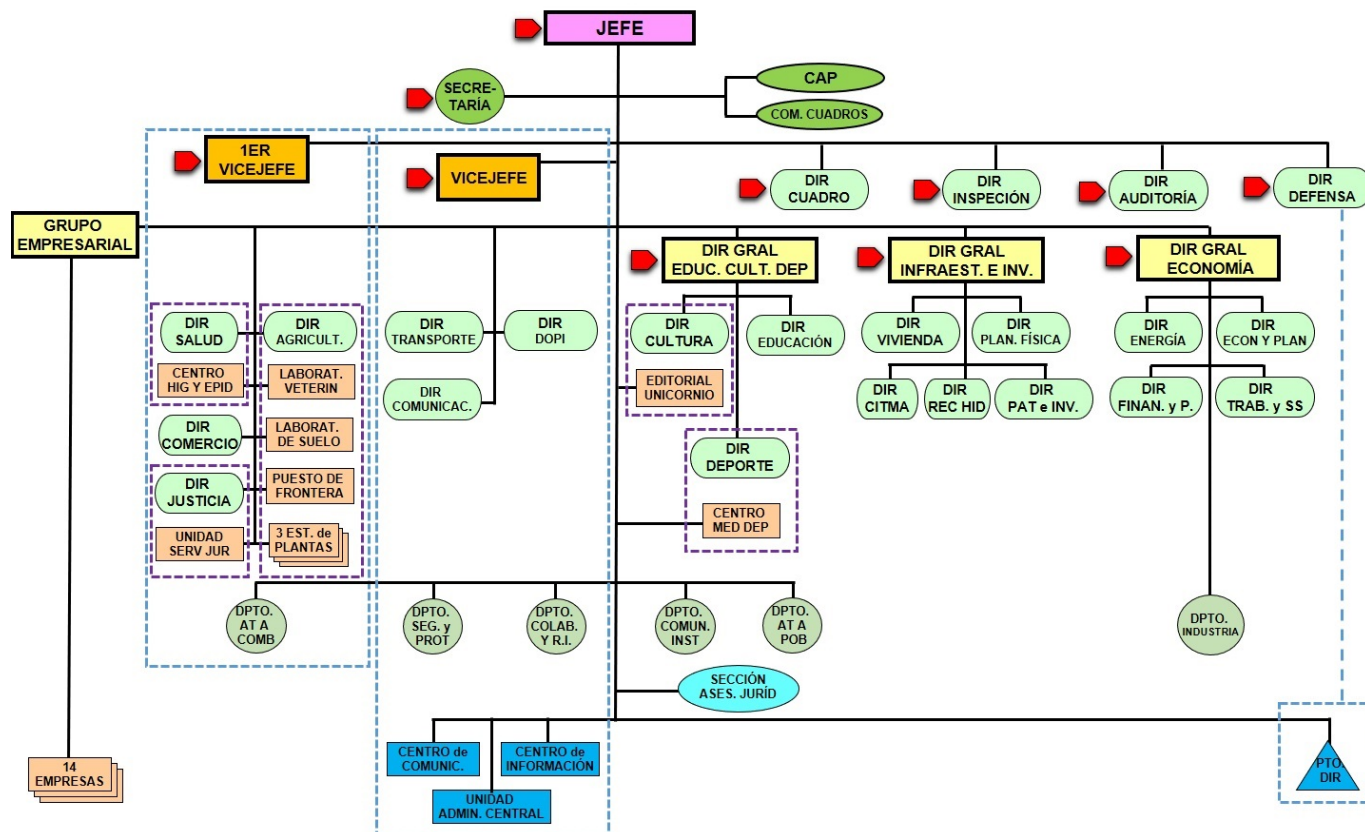 JEFE
SECRE-
TARÍA
CAP
COM. CUADROS
1ER
VICEJEFE
VICEJEFE
DIR
CUADRO
DIR
INSPECIÓN
DIR
AUDITORÍA
DIR
DEFENSA
GRUPO
EMPRESARIAL
DIR GRAL
EDUC. CULT. DEP
DIR GRAL
INFRAEST. E INV.
DIR GRAL
ECONOMÍA
DIR
SALUD
DIR
AGRICULT.
DIR
TRANSPORTE
DIR
DOPI
DIR
CULTURA
DIR
EDUCACIÓN
DIR
VIVIENDA
DIR
PLAN. FÍSICA
DIR
ENERGÍA
DIR
ECON Y PLAN
CENTRO
HIG Y EPID
LABORAT.
VETERIN
DIR
COMUNICAC.
EDITORIAL
UNICORNIO
DIR
CITMA
DIR
REC HID
DIR
PAT e INV.
DIR
FINAN. y P.
DIR
TRAB. y SS
DIR
COMERCIO
LABORAT.
DE SUELO
DIR
DEPORTE
DIR
JUSTICIA
PUESTO DE
FRONTERA
CENTRO
MED DEP
UNIDAD
SERV JUR
3 EST. de
PLANTAS
DPTO.
AT A
COMB
DPTO.
SEG. y
PROT
DPTO.
COLAB.
Y R.I.
DPTO.
COMUN.
INST
DPTO.
AT A
POB
DPTO.
INDUSTRIA
SECCIÓN
ASES. JURÍD
CENTRO de
COMUNIC.
CENTRO de
INFORMACIÓN
UNIDAD
ADMIN. CENTRAL
PTO.
DIR
14
EMPRESAS